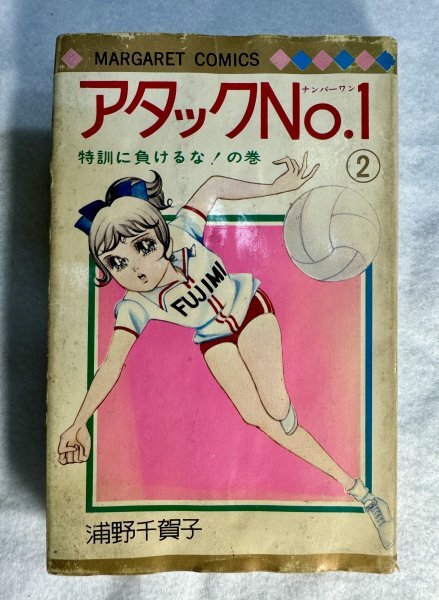 MARGARET COMICS
アタックNo.1
ナンバーワン
特訓に負けるな!の巻
②
FUJIMI
浦野千賀子